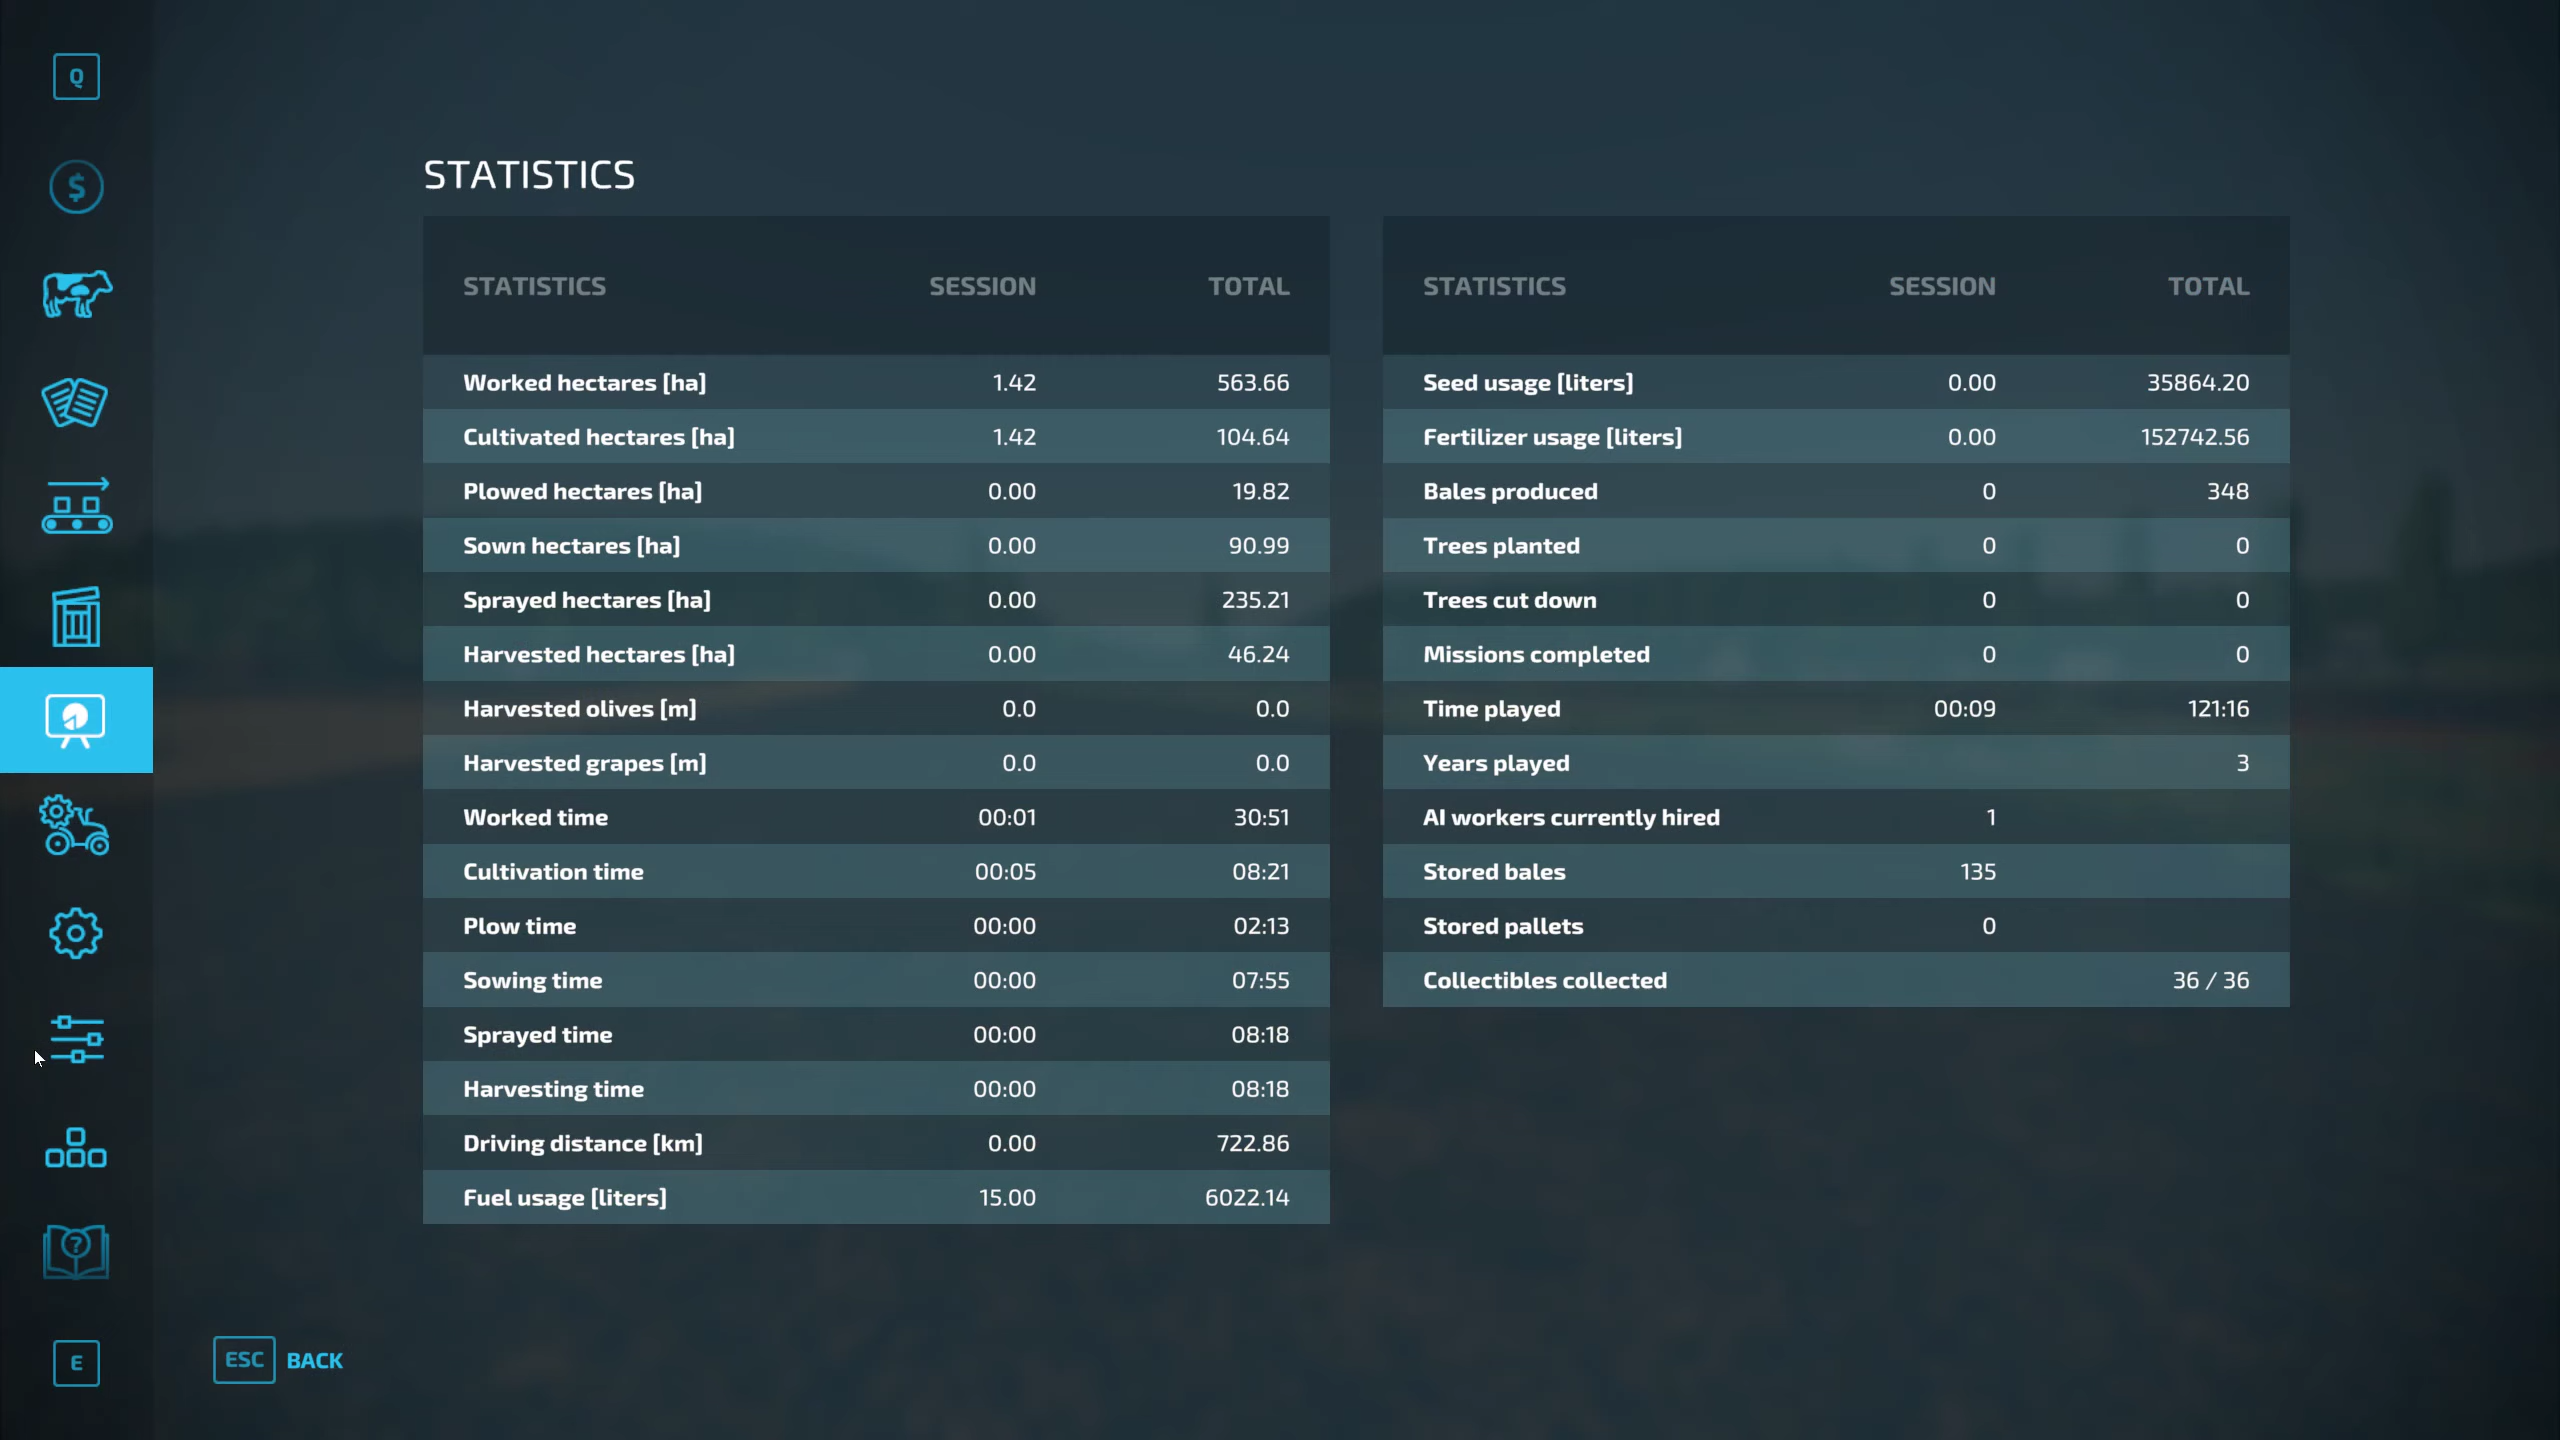 Q
$
STATISTICS
STATISTICS SESSION TOTAL
Worked hectares [ha] 1.42 563.66
Cultivated hectares [ha] 1.42 104.64
Plowed hectares [ha] 0.00 19.82
Sown hectares [ha] 0.00 90.99
Sprayed hectares [ha] 0.00 235.21
Harvested hectares [ha] 0.00 46.24
Harvested olives [m] 0.0 0.0
Harvested grapes [m] 0.0 0.0
Worked time 00:01 30:51
Cultivation time 00:05 08:21
Plow time 00:00 02:13
Sowing time 00:00 07:55
Sprayed time 00:00 08:18
Harvesting time 00:00 08:18
Driving distance [km] 0.00 722.86
Fuel usage [liters] 15.00 6022.14
STATISTICS SESSION TOTAL
Seed usage [liters] 0.00 35864.20
Fertilizer usage [liters] 0.00 152742.56
Bales produced 0 348
Trees planted 0 0
Trees cut down 0 0
Missions completed 0 0
Time played 00:09 121:16
Years played 3
AI workers currently hired 1
Stored bales 135
Stored pallets 0
Collectibles collected 36 / 36
?
E
ESC BACK